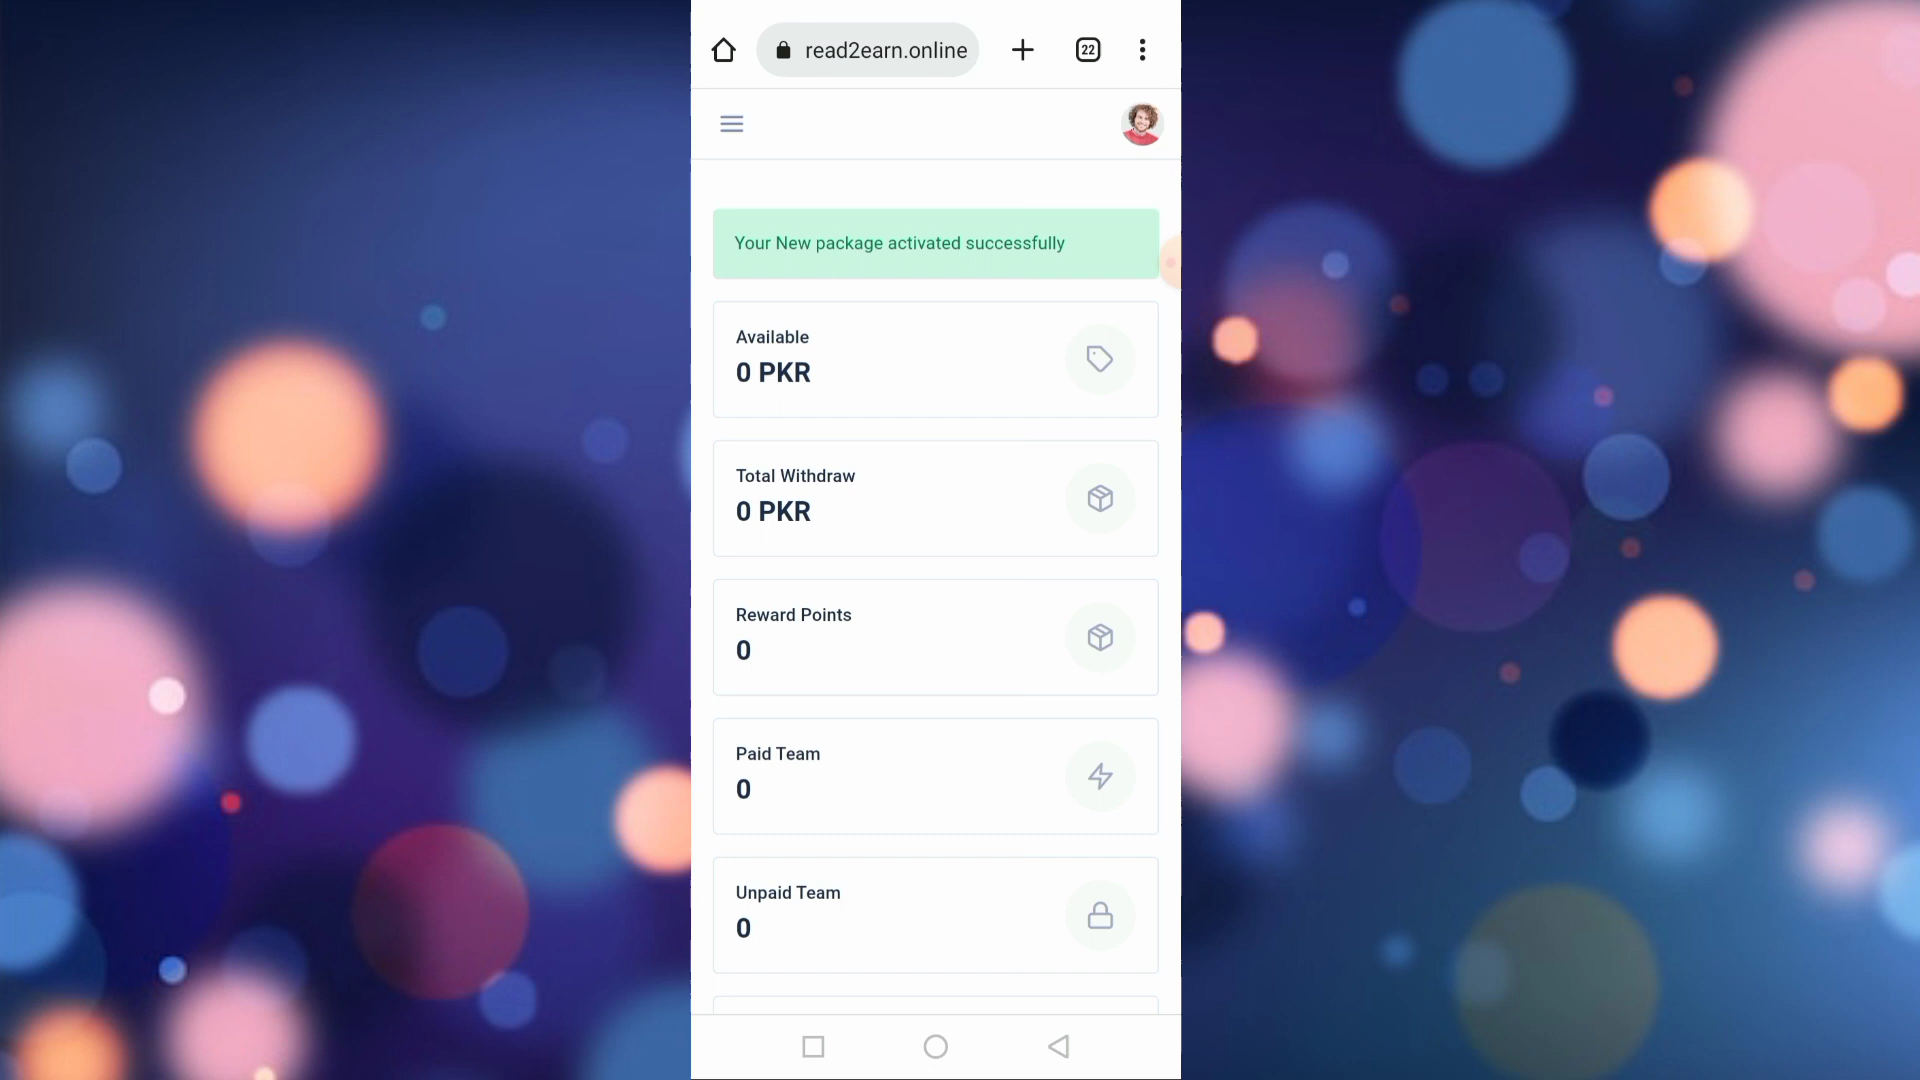 read2earn.online
22
Your New package activated successfully
Available
0 PKR
Total Withdraw
0 PKR
Reward Points
0
Paid Team
0
Unpaid Team
0